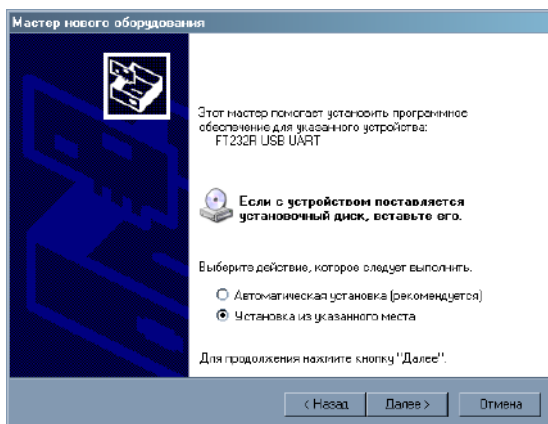 Мастер нового оборудования
Этот мастер помогает установить программное
обеспечение для указанного устройства:
FT232R USB UART
Если с устройством поставляется
установочный диск, вставьте его.
Выберите действие, которое следует выполнить.
Автоматическая установка (рекомендуется)
Установка из указанного места
Для продолжения нажмите кнопку "Далее".
< Назад
Далее >
Отмена